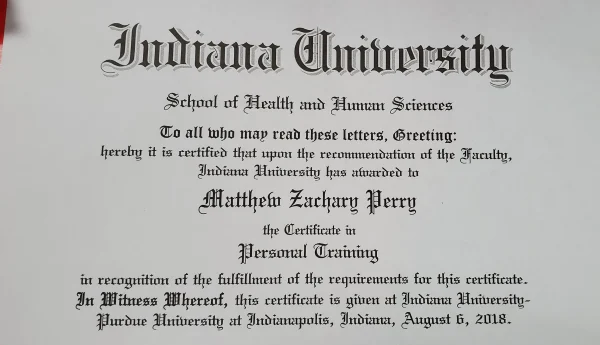 Indiana University
School of Health and Human Sciences
To all who may read these letters, Greeting:
hereby it is certified that upon the recommendation of the Faculty,
Indiana University has awarded to
Matthew Zachary Perry
the Certificate in
Personal Training
in recognition of the fulfillment of the requirements for this certificate.
In Witness Whereof, this certificate is given at Indiana University-
Purdue University at Indianapolis, Indiana, August 6, 2018.